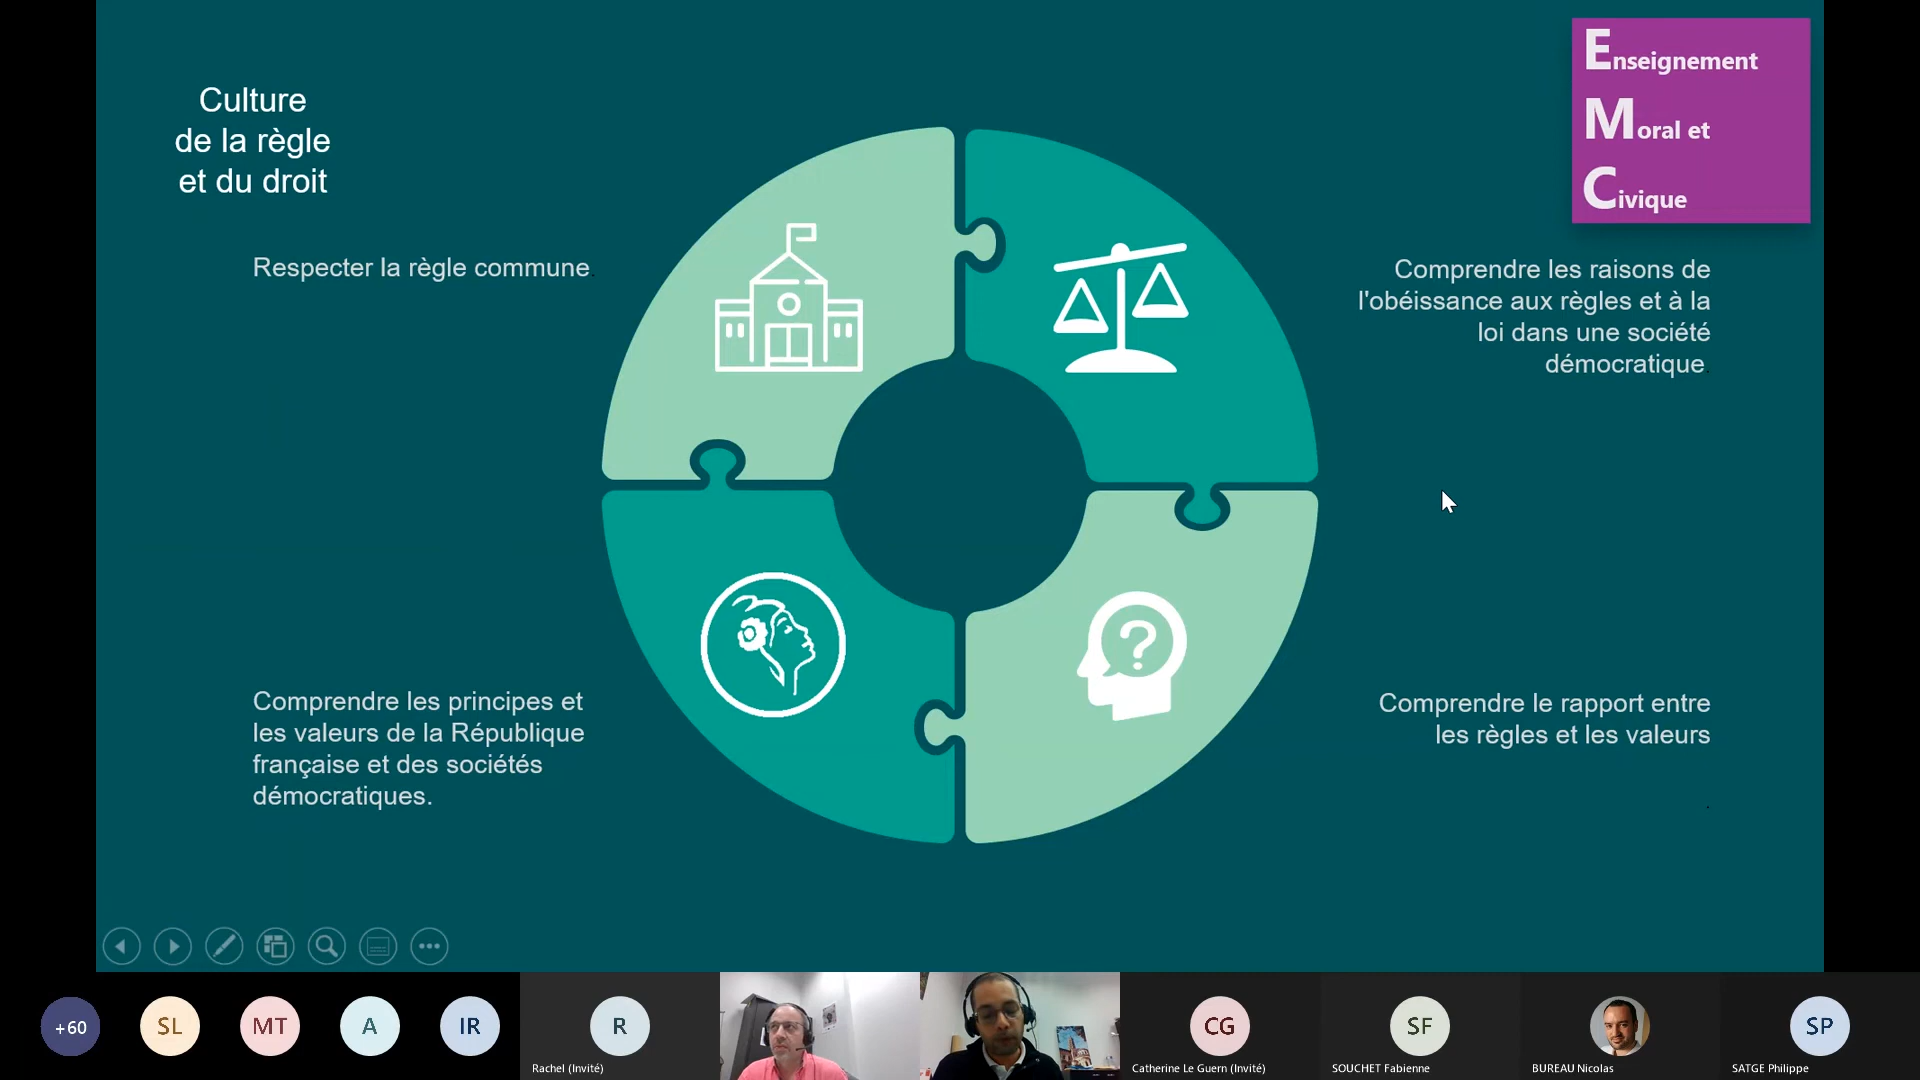 Culture
de la règle
et du droit
Enseignement
Moral et
Civique
Respecter la règle commune.
Comprendre les raisons de
l'obéissance aux règles et à la
loi dans une société
démocratique.
?
Comprendre les principes et
les valeurs de la République
française et des sociétés
démocratiques.
Comprendre le rapport entre
les règles et les valeurs
.
+60
SL
MT
A
IR
R
Rachel (Invité)
CG
Catherine Le Guern (Invité)
SF
SOUCHET Fabienne
BUREAU Nicolas
SP
SATGE Philippe